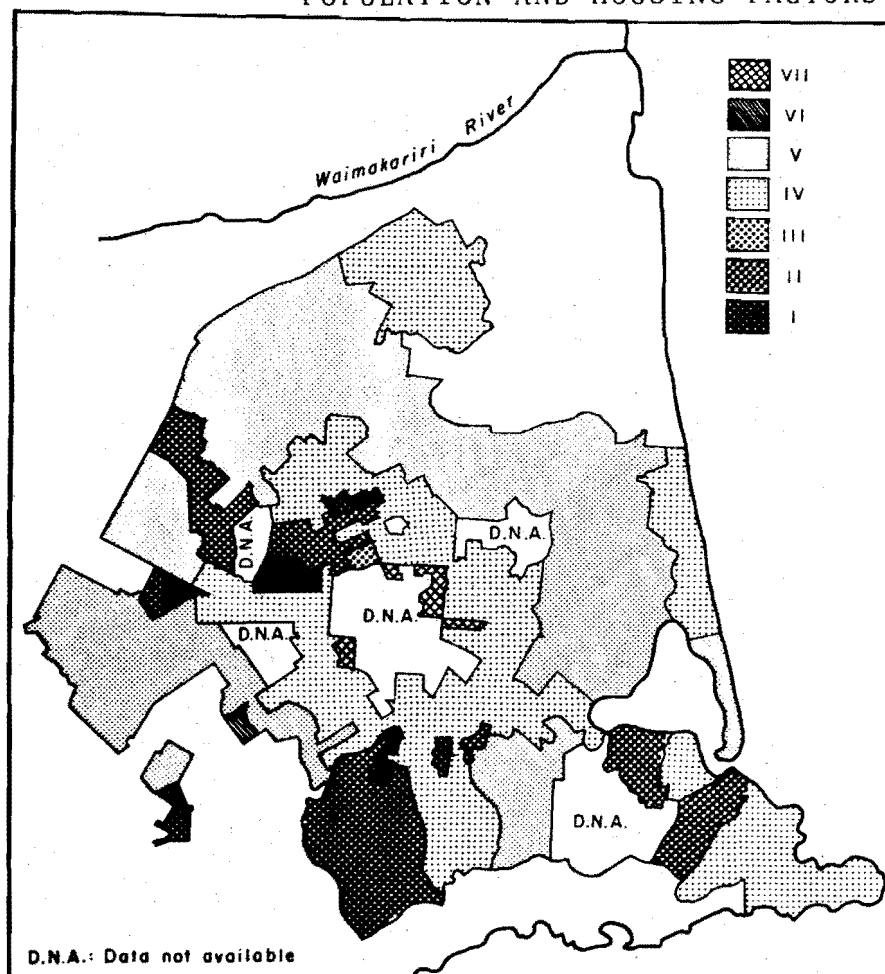 POPULATION AND HOUSING FACTORS
Waimakariri River
VII
VI
V
IV
III
II
I
D.N.A.
D.N.A.
D.N.A.
D.N.A.
D.N.A.
D.N.A.: Data not available